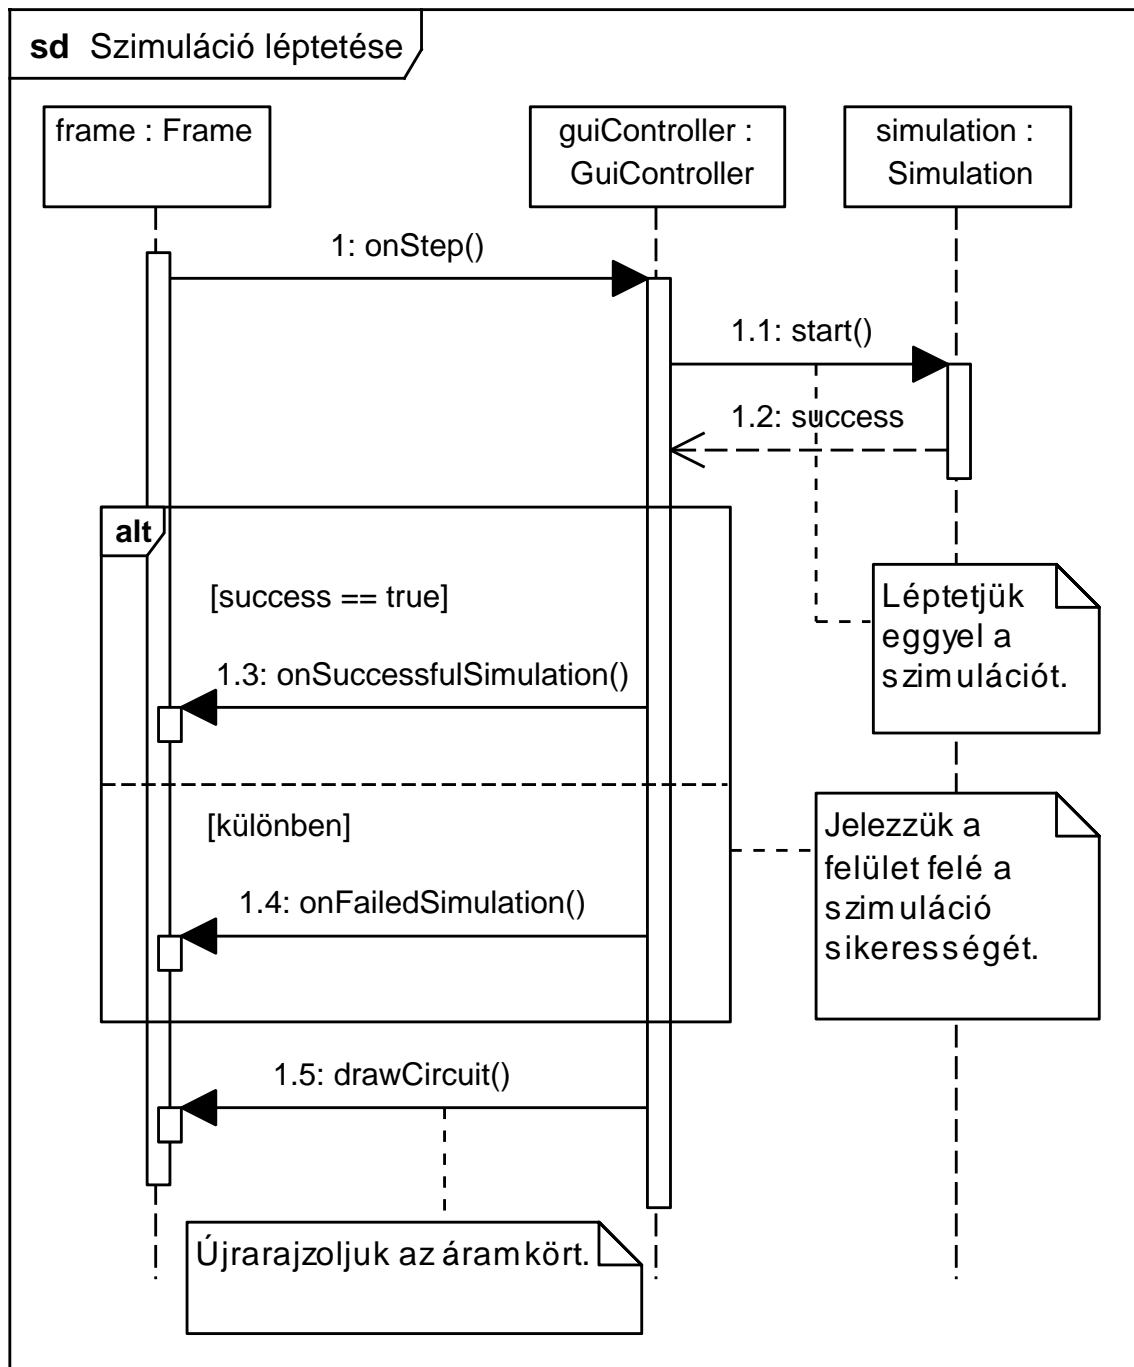 sd Szimuláció léptetése
frame : Frame
guiController :
GuiController
simulation :
Simulation
1: onStep()
1.1: start()
1.2: success
alt
[success == true]
Léptetjük
eggyel a
szimulációt.
1.3: onSuccessfulSimulation()
[különben]
Jelezzük a
felület felé a
szimuláció
sikerességét.
1.4: onFailedSimulation()
1.5: drawCircuit()
Újrarajzoljuk az áramkört.